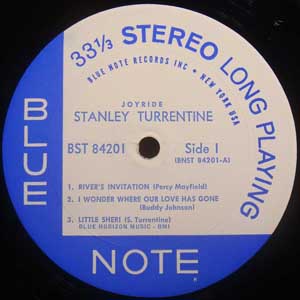 33 1/3 STEREO LONG PLAYING
BLUE NOTE RECORDS INC • NEW YORK USA
JOYRIDE
STANLEY TURRENTINE
BST 84201 Side 1
(BNST 84201-A)
1. RIVER'S INVITATION (Percy Mayfield)
2. I WONDER WHERE OUR LOVE HAS GONE
(Buddy Johnson)
3. LITTLE SHERI (S. Turrentine)
BLUE HORIZON MUSIC - BMI
BLUE
NOTE